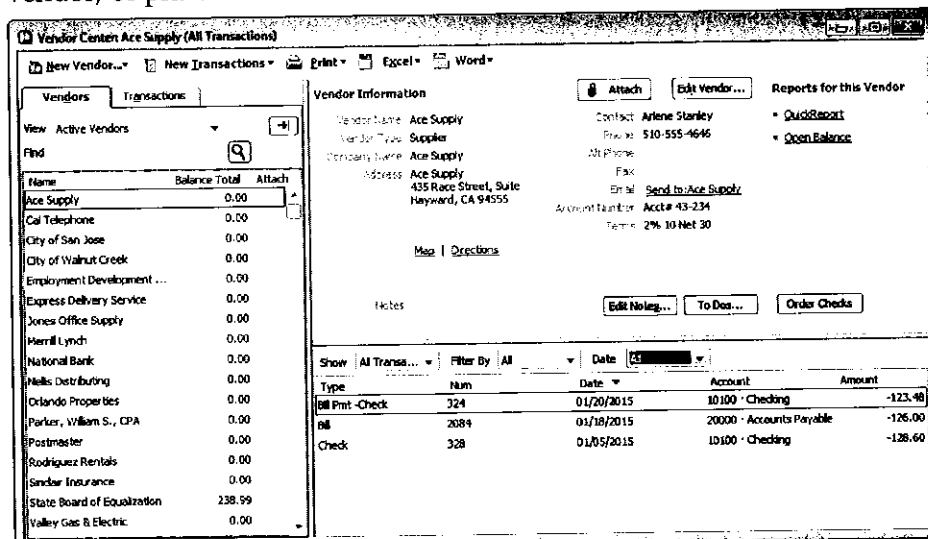 Vendor Center: Ace Supply (All Transactions)
New Vendor... New Transactions Print Excel Word
Vendors Transactions
View Active Vendors
Find
Name Balance Total Attach
Ace Supply 0.00
Cal Telephone 0.00
City of San Jose 0.00
City of Walnut Creek 0.00
Employment Development ... 0.00
Express Delivery Service 0.00
Jones Office Supply 0.00
Merrill Lynch 0.00
National Bank 0.00
Nellis Distributing 0.00
Orlando Properties 0.00
Parker, William S., CPA 0.00
Postmaster 0.00
Rodriguez Rentals 0.00
Sinclair Insurance 0.00
State Board of Equalization 238.99
Valley Gas & Electric 0.00
Vendor Information
Attach Edit Vendor...
Vendor Name Ace Supply
Vendor Type Supplier
Company Name Ace Supply
Address Ace Supply
435 Race Street, Suite
Hayward, CA 94555
Map | Directions
Contact Arlene Stanley
Phone 510-555-4646
Alt Phone
Fax
Email Send to:Ace Supply
Account Number Acct# 43-234
Terms 2% 10 Net 30
Reports for this Vendor
QuickReport
Open Balance
Notes
Edit Notes... To Dos... Order Checks
Show All Transa... Filter By All Date All
Type Num Date Account Amount
Bill Pmt -Check 324 01/20/2015 10100 · Checking -123.48
Bill 2084 01/18/2015 20000 · Accounts Payable -126.00
Check 328 01/05/2015 10100 · Checking -128.60